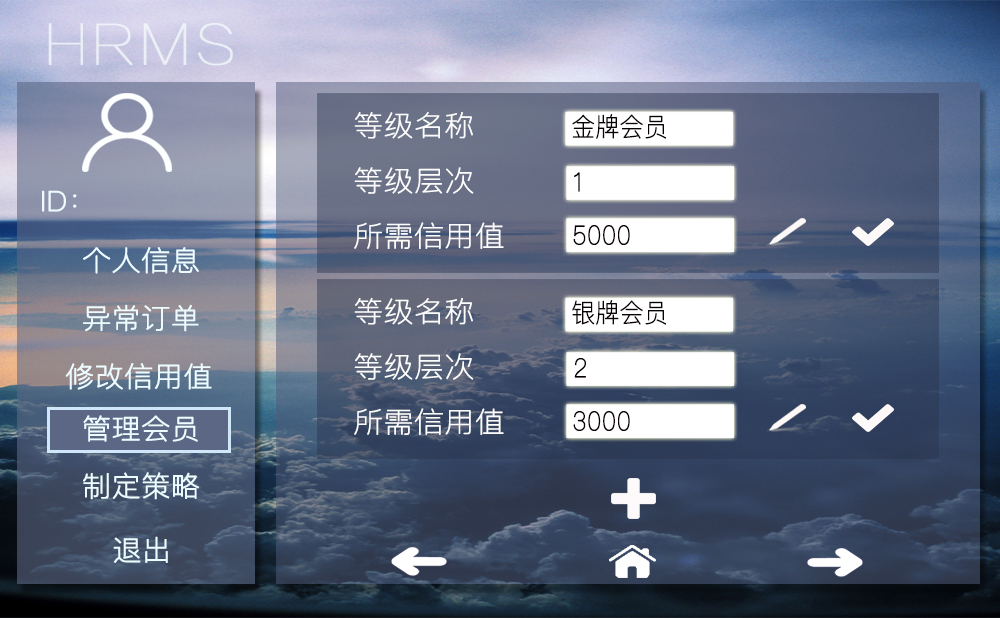 HRMS
ID：
个人信息
异常订单
修改信用值
管理会员
制定策略
退出
等级名称 金牌会员
等级层次 1
所需信用值 5000
等级名称 银牌会员
等级层次 2
所需信用值 3000